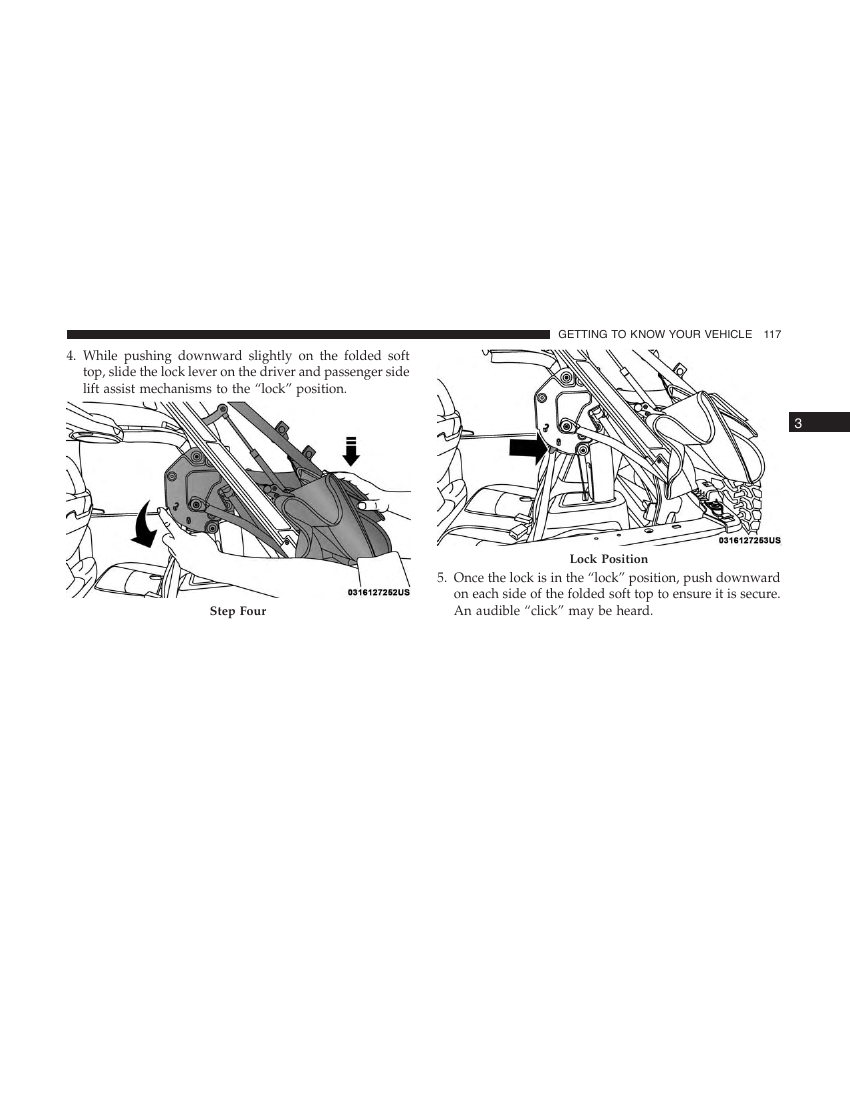 GETTING TO KNOW YOUR VEHICLE 117
4. While pushing downward slightly on the folded soft
top, slide the lock lever on the driver and passenger side
lift assist mechanisms to the “lock” position.
0316127252US
Step Four
3
0316127253US
Lock Position
5. Once the lock is in the “lock” position, push downward
on each side of the folded soft top to ensure it is secure.
An audible “click” may be heard.